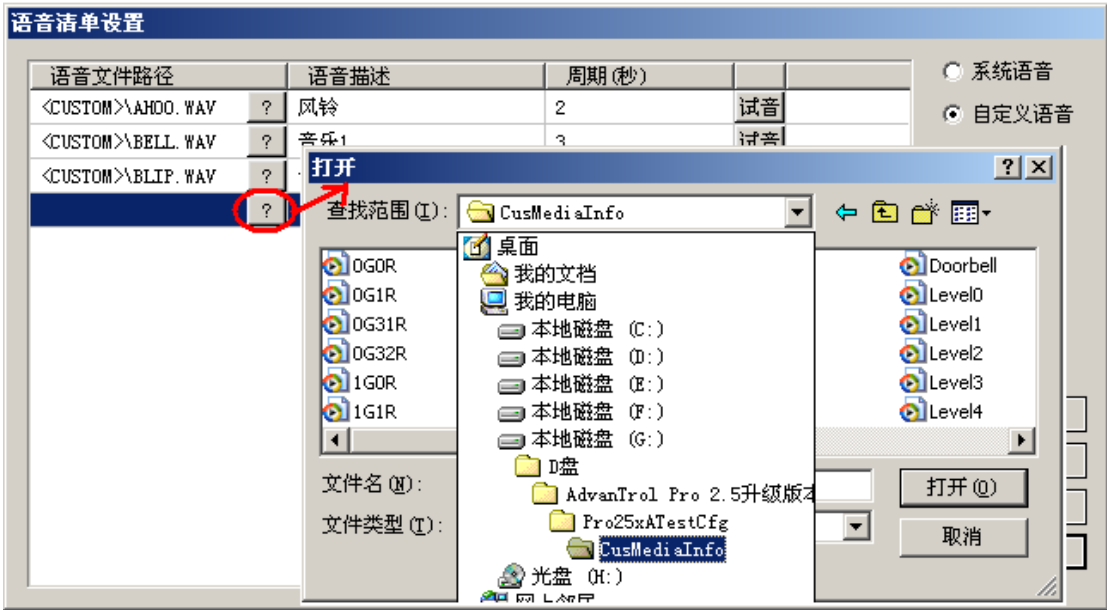 语音清单设置
语音文件路径 语音描述 周期(秒)
系统语音
<CUSTOM>\AHOO.WAV ? 风铃 2 试音
自定义语音
<CUSTOM>\BELL.WAV ? 音乐1 3 试音
<CUSTOM>\BLIP.WAV ?
?
打开
查找范围(I): CusMediaInfo
桌面
我的文档
我的电脑
本地磁盘 (C:)
本地磁盘 (D:)
本地磁盘 (E:)
本地磁盘 (F:)
本地磁盘 (G:)
D盘
AdvanTrol Pro 2.5升级版本
Pro25xATestCfg
CusMediaInfo
光盘 (H:)
网上邻居
0G0R
0G1R
0G31R
0G32R
1G0R
1G1R
Doorbell
Level0
Level1
Level2
Level3
Level4
文件名(N):
打开(O)
文件类型(T):
取消